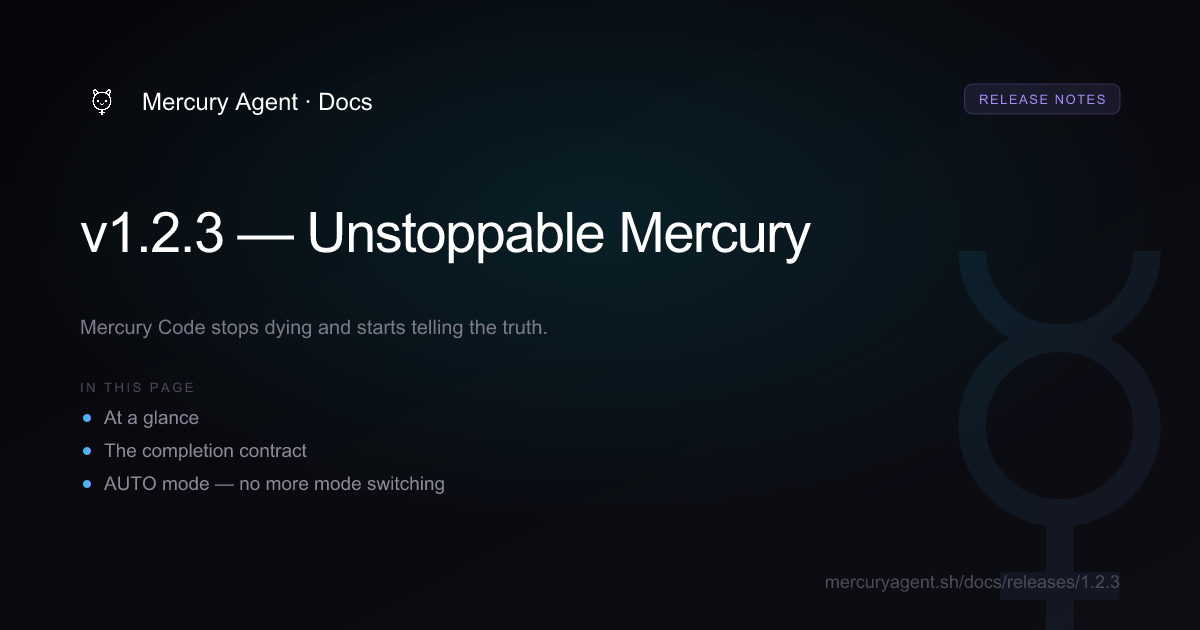 Mercury Agent · Docs
RELEASE NOTES
v1.2.3 — Unstoppable Mercury
Mercury Code stops dying and starts telling the truth.
IN THIS PAGE
At a glance
The completion contract
AUTO mode — no more mode switching
mercuryagent.sh/docs/releases/1.2.3